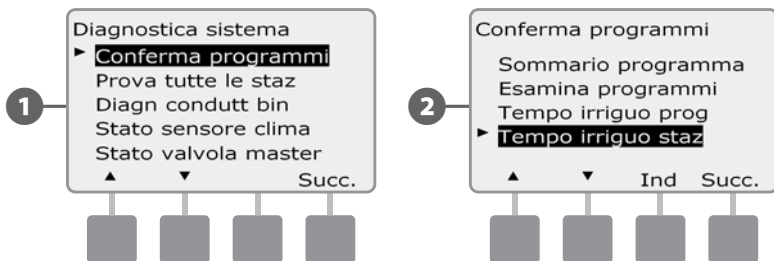 1
Diagnostica sistema
► Conferma programmi
Prova tutte le staz
Diagn condutt bin
Stato sensore clima
Stato valvola master
▲ ▼ Succ.
2
Conferma programmi
Sommario programma
Esamina programmi
Tempo irriguo prog
► Tempo irriguo staz
▲ ▼ Ind Succ.